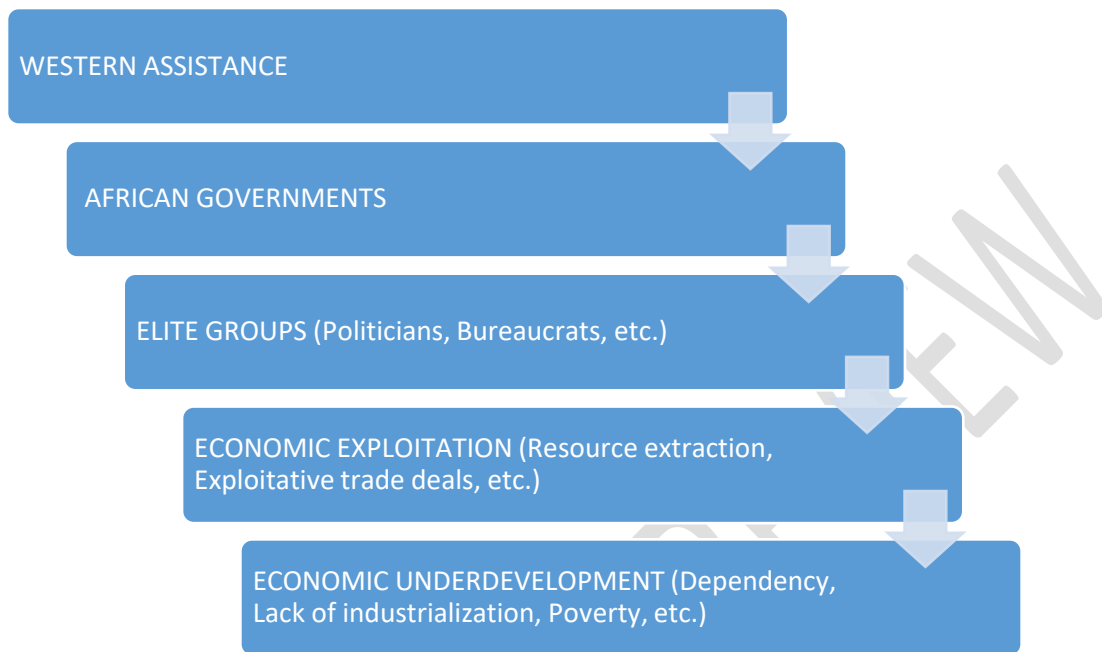 WESTERN ASSISTANCE
AFRICAN GOVERNMENTS
ELITE GROUPS (Politicians, Bureaucrats, etc.)
ECONOMIC EXPLOITATION (Resource extraction,
Exploitative trade deals, etc.)
ECONOMIC UNDERDEVELOPMENT (Dependency,
Lack of industrialization, Poverty, etc.)